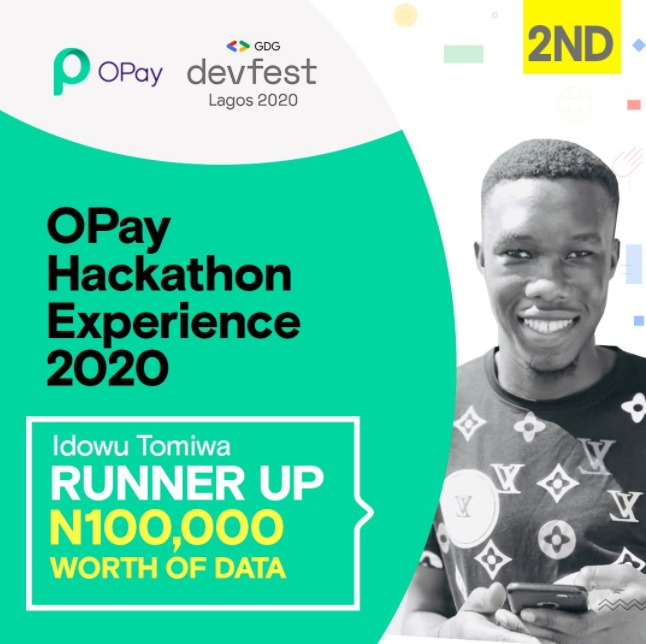 OPay
GDG
devfest
Lagos 2020
2ND
OPay
Hackathon
Experience
2020
Idowu Tomiwa
RUNNER UP
N100,000
WORTH OF DATA